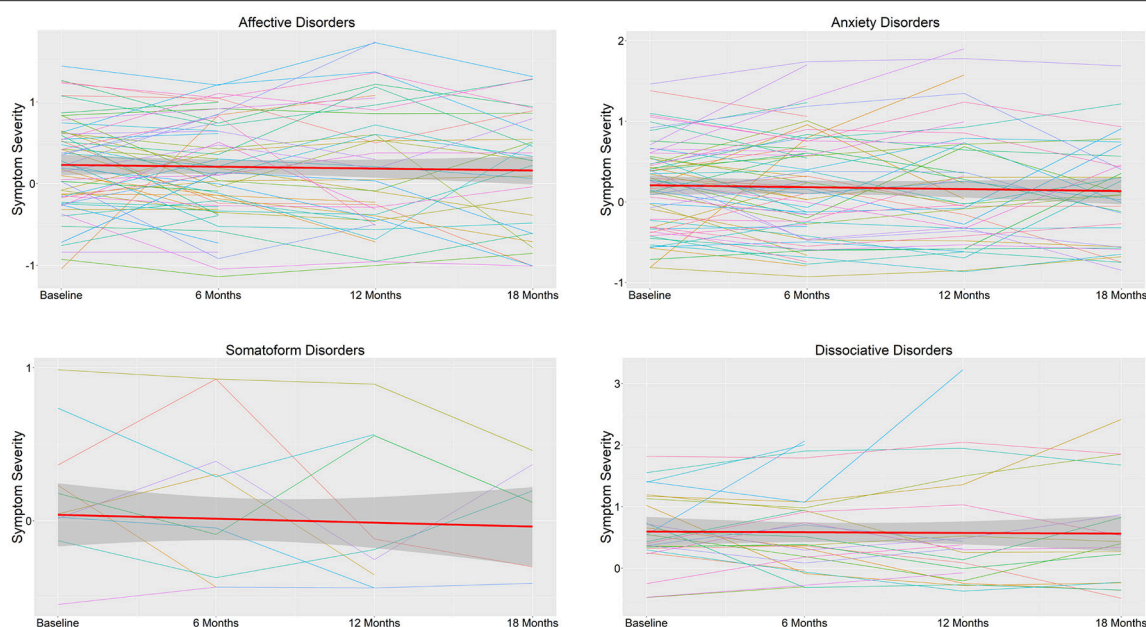 Affective Disorders
Symptom Severity
1
0
-1
Baseline
6 Months
12 Months
18 Months
Anxiety Disorders
Symptom Severity
2
1
0
-1
Baseline
6 Months
12 Months
18 Months
Somatoform Disorders
Symptom Severity
1
0
Baseline
6 Months
12 Months
18 Months
Dissociative Disorders
Symptom Severity
3
2
1
0
Baseline
6 Months
12 Months
18 Months